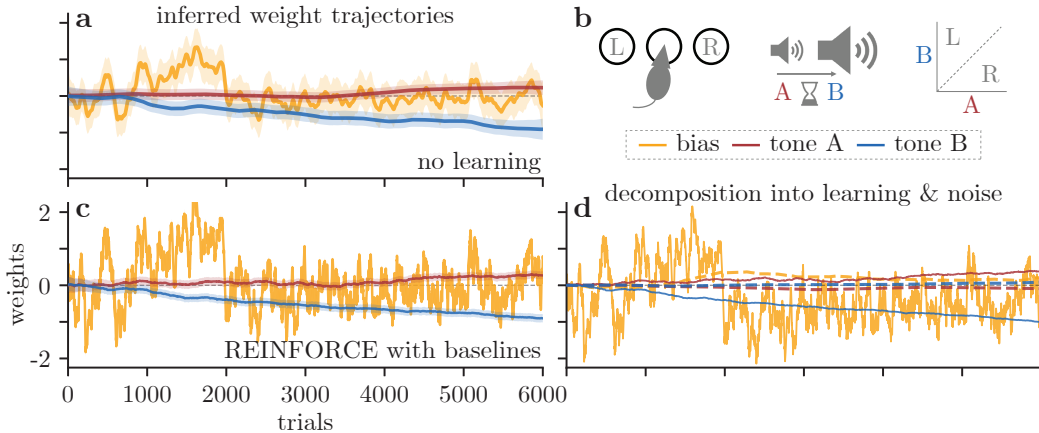 a
inferred weight trajectories
no learning
b
L
R
A
B
B
L
R
A
bias
tone A
tone B
c
weights
2
0
-2
REINFORCE with baselines
0
1000
2000
3000
4000
5000
6000
trials
decomposition into learning & noise
d